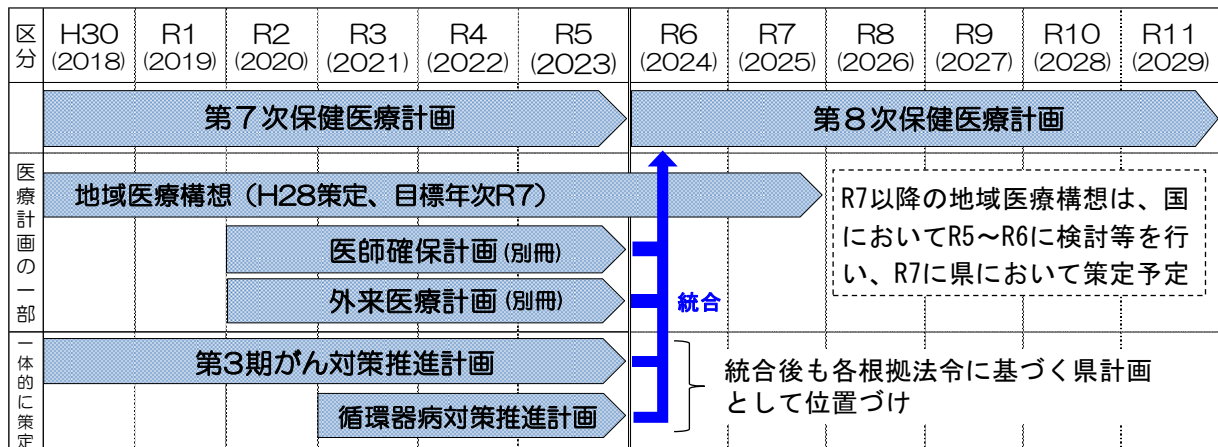 区分
H30 R1 R2 R3 R4 R5 R6 R7 R8 R9 R10 R11
(2018) (2019) (2020) (2021) (2022) (2023) (2024) (2025) (2026) (2027) (2028) (2029)
第7次保健医療計画
第8次保健医療計画
医療計画の一部
地域医療構想(H28策定、目標年次R7)
医師確保計画(別冊)
外来医療計画(別冊)
統合
R7以降の地域医療構想は、国
においてR5~R6に検討等を行
い、R7に県において策定予定
一体的に策定
第3期がん対策推進計画
循環器病対策推進計画
統合後も各根拠法令に基づく県計画
として位置づけ